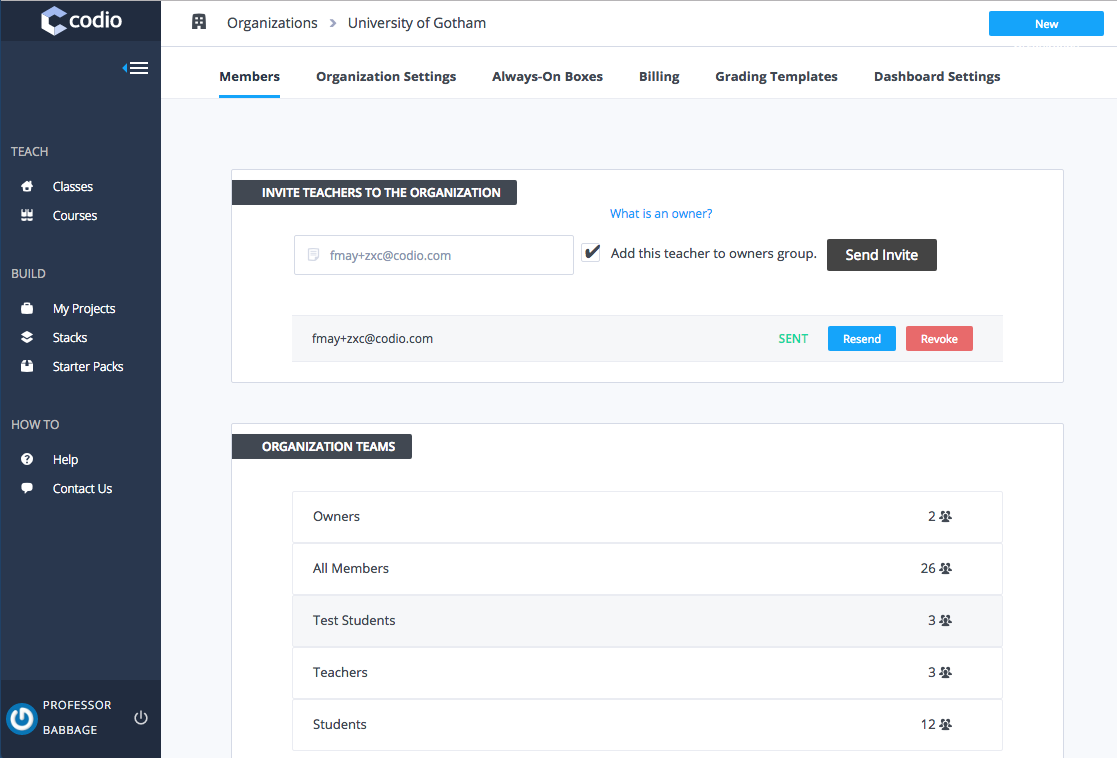 codio
Organizations > University of Gotham
New
Members Organization Settings Always-On Boxes Billing Grading Templates Dashboard Settings
TEACH
Classes
Courses
BUILD
My Projects
Stacks
Starter Packs
HOW TO
Help
Contact Us
PROFESSOR
BABBAGE
INVITE TEACHERS TO THE ORGANIZATION
What is an owner?
fmay+zxc@codio.com
Add this teacher to owners group.
Send Invite
fmay+zxc@codio.com SENT Resend Revoke
ORGANIZATION TEAMS
Owners 2
All Members 26
Test Students 3
Teachers 3
Students 12